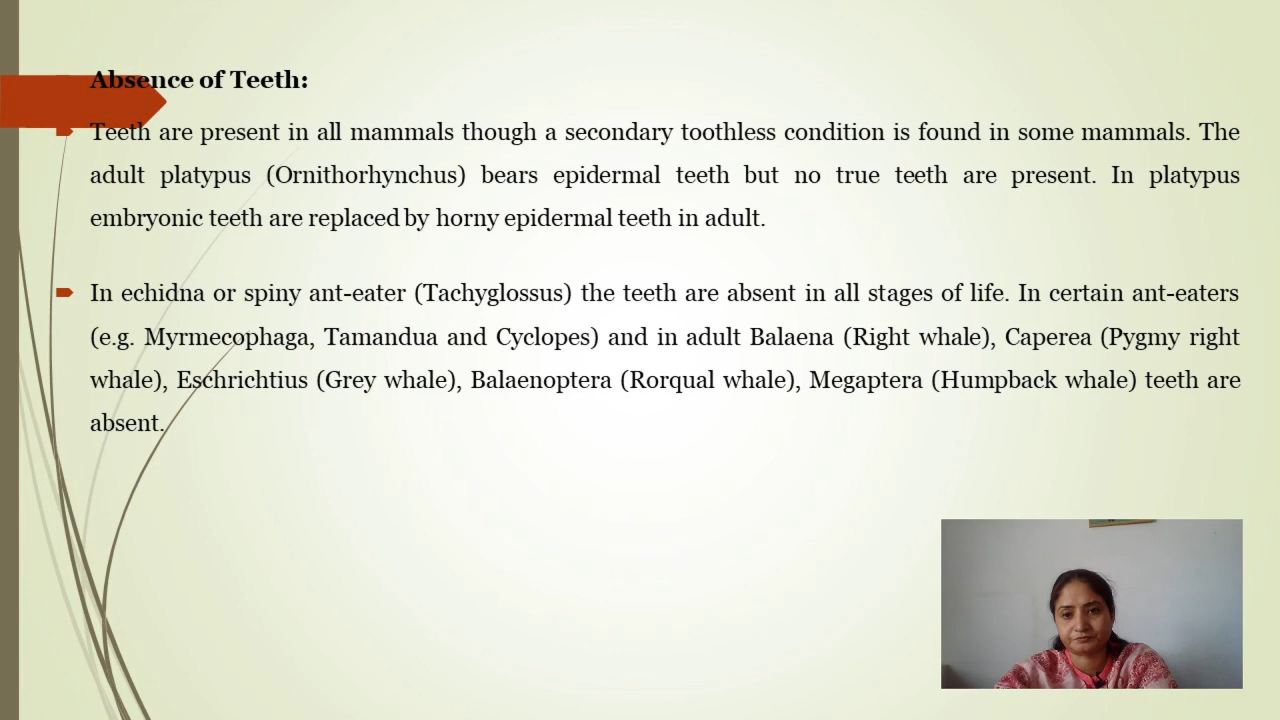 Absence of Teeth:
Teeth are present in all mammals though a secondary toothless condition is found in some mammals. The
adult platypus (Ornithorhynchus) bears epidermal teeth but no true teeth are present. In platypus
embryonic teeth are replaced by horny epidermal teeth in adult.
In echidna or spiny ant-eater (Tachyglossus) the teeth are absent in all stages of life. In certain ant-eaters
(e.g. Myrmecophaga, Tamandua and Cyclopes) and in adult Balaena (Right whale), Caperea (Pygmy right
whale), Eschrichtius (Grey whale), Balaenoptera (Rorqual whale), Megaptera (Humpback whale) teeth are
absent.